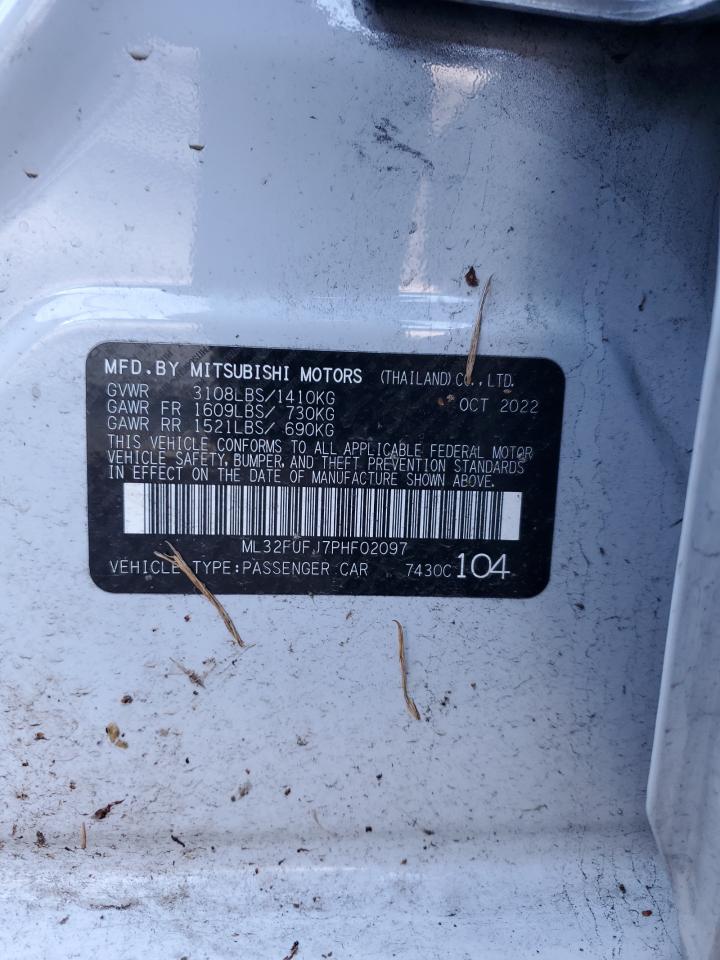 MFD.BY MITSUBISHI MOTORS (THAILAND) CO., LTD.
GVWR 3108LBS/1410KG OCT 2022
GAWR FR 1609LBS/ 730KG
GAWR RR 1521LBS/ 690KG
THIS VEHICLE CONFORMS TO ALL APPLICABLE FEDERAL MOTOR
VEHICLE SAFETY, BUMPER, AND THEFT PREVENTION STANDARDS
IN EFFECT ON THE DATE OF MANUFACTURE SHOWN ABOVE.
ML32FUFJ7PHF02097
VEHICLE TYPE:PASSENGER CAR 7430C 104